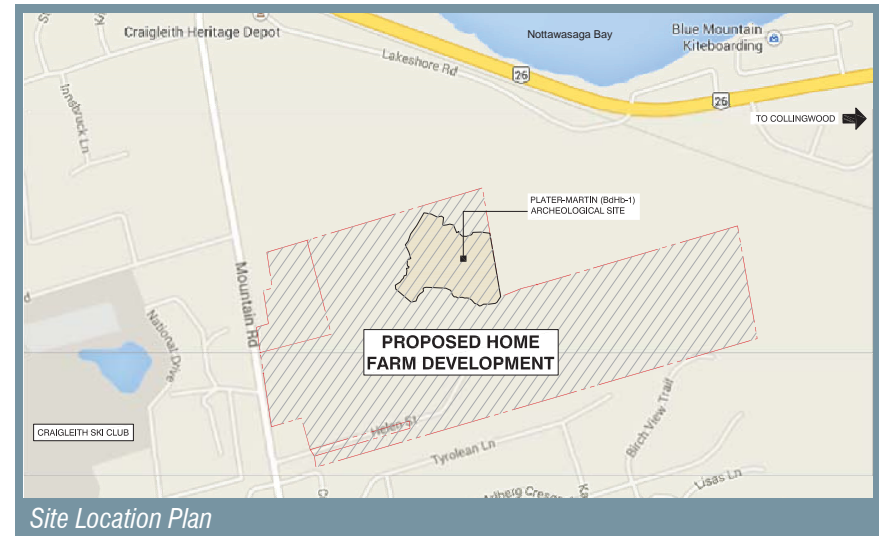 Craigleith Heritage Depot
Nottawasaga Bay
Blue Mountain
Kiteboarding
Lakeshore Rd
26
26
TO COLLINGWOOD
Innsbruck Ln
PLATER-MARTIN (BdHb-1)
ARCHEOLOGICAL SITE
Mountain Rd
National Drive
PROPOSED HOME
FARM DEVELOPMENT
CRAIGLEITH SKI CLUB
Helen St
Tyrolean Ln
Birch View Trail
Lisas Ln
Site Location Plan